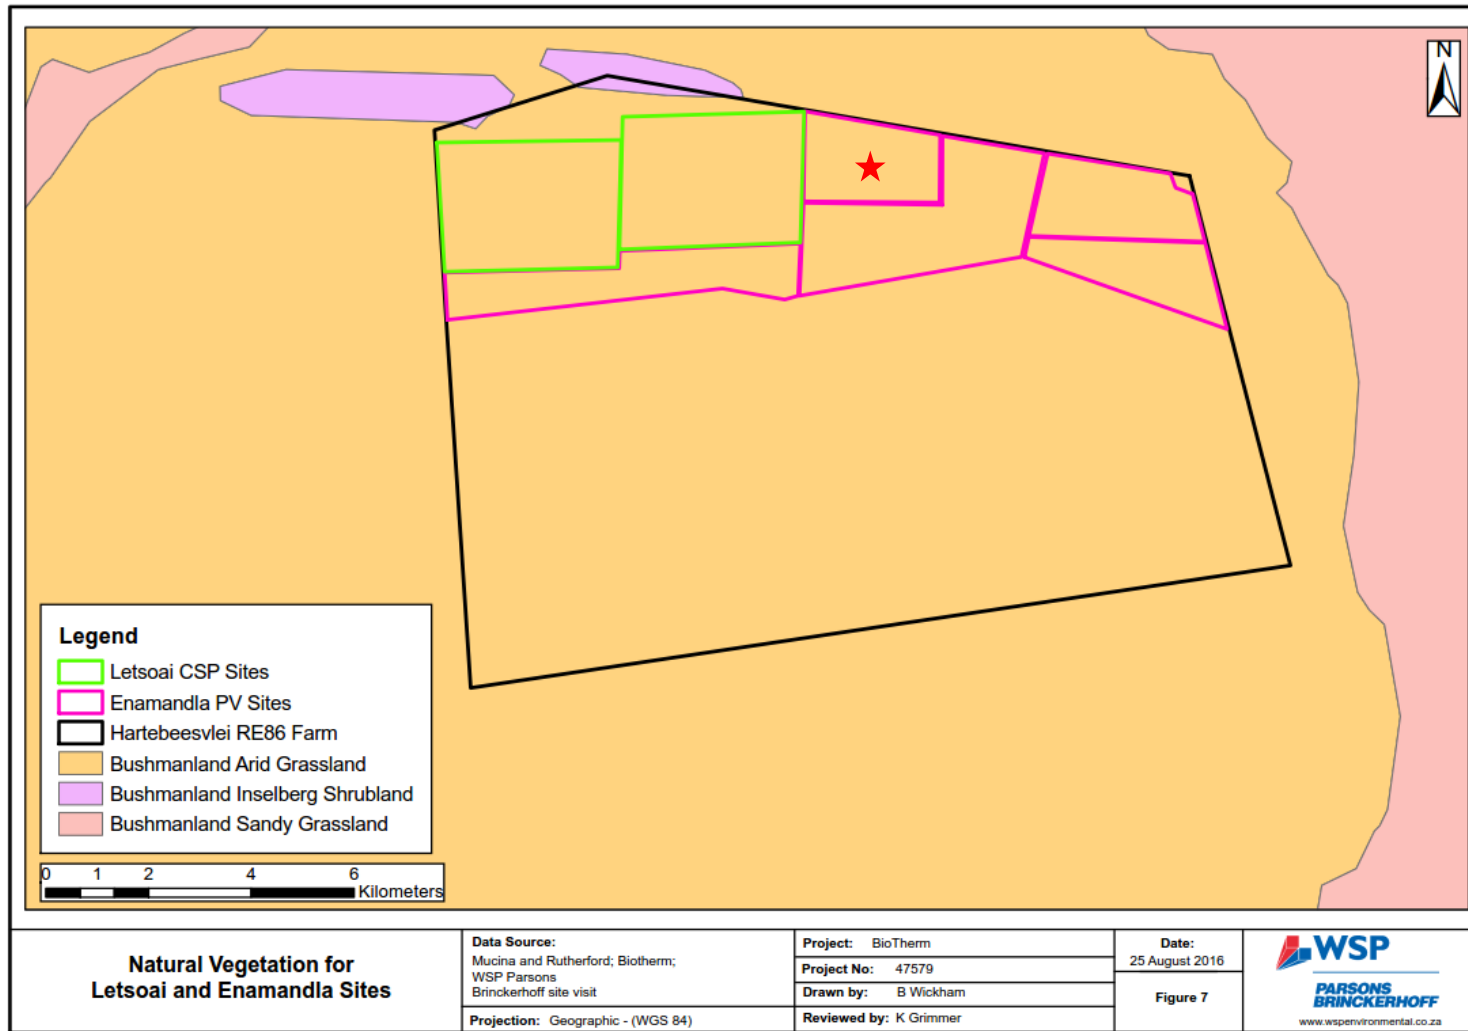 N
Legend
Letsoai CSP Sites
Enamandla PV Sites
Hartebeesvlei RE86 Farm
Bushmanland Arid Grassland
Bushmanland Inselberg Shrubland
Bushmanland Sandy Grassland
0 1 2 4 6
Kilometers
Natural Vegetation for
Letsoai and Enamandla Sites
Data Source:
Mucina and Rutherford; Biotherm;
WSP Parsons
Brinckerhoff site visit
Projection: Geographic - (WGS 84)
Project: BioTherm
Project No: 47579
Drawn by: B Wickham
Reviewed by: K Grimmer
Date:
25 August 2016
Figure 7
WSP
PARSONS
BRINCKERHOFF
www.wspenvironmental.co.za